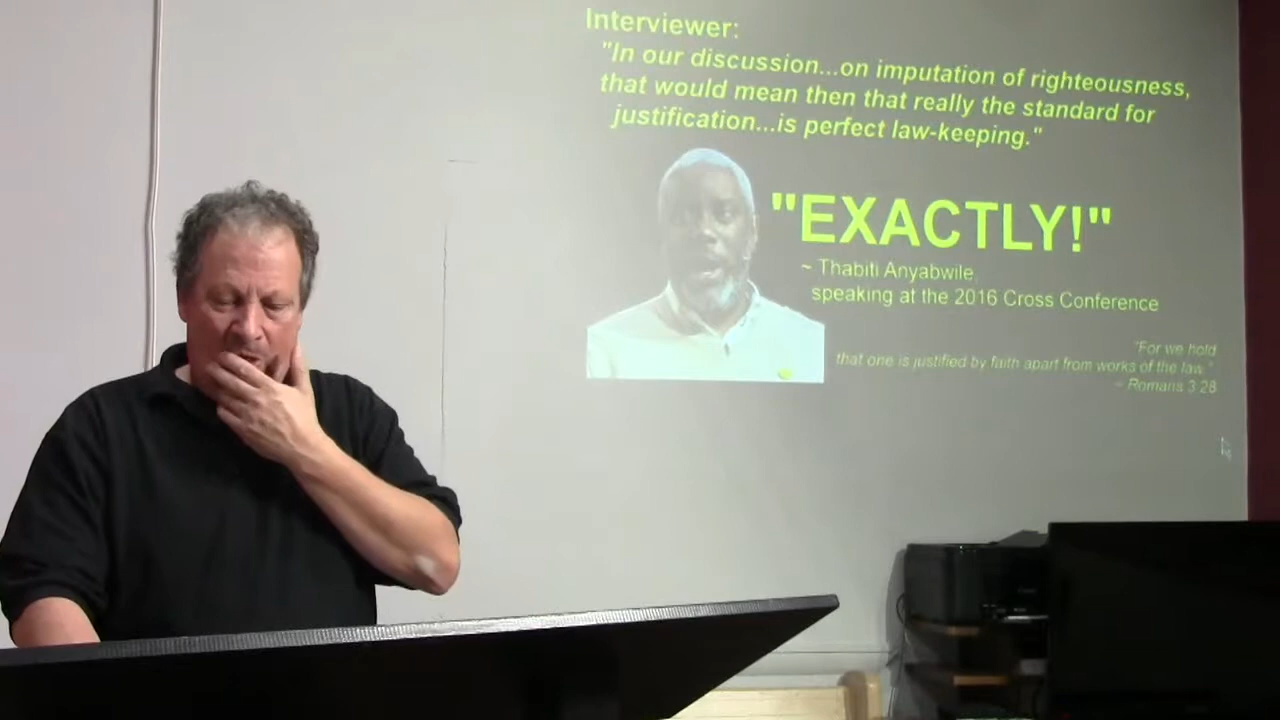 Interviewer:
"In our discussion...on imputation of righteousness,
that would mean then that really the standard for
justification...is perfect law-keeping."
"EXACTLY!"
~ Thabiti Anyabwile,
speaking at the 2016 Cross Conference
"For we hold
that one is justified by faith apart from works of the law."
~ Romans 3:28